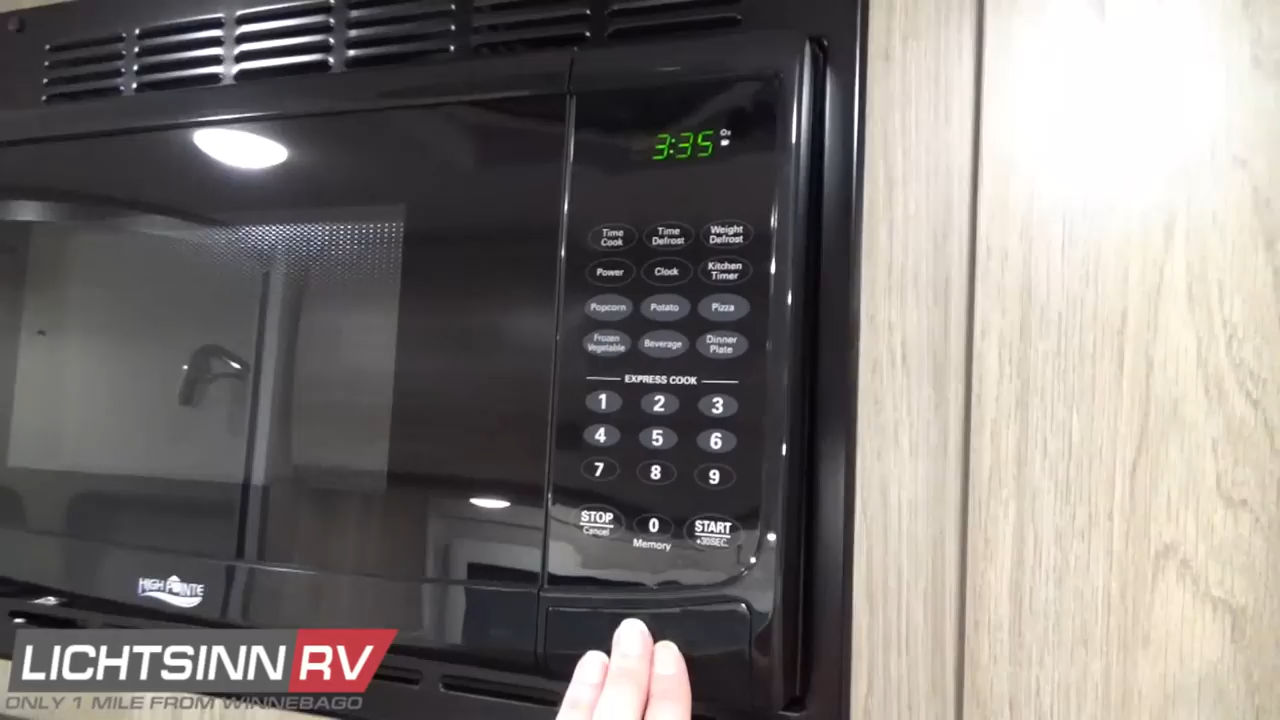 3:35
Oz
Time Cook
Time Defrost
Weight Defrost
Power
Clock
Kitchen Timer
Popcorn
Potato
Pizza
Frozen Vegetable
Beverage
Dinner Plate
EXPRESS COOK
1 2 3
4 5 6
7 8 9
STOP
Cancel
0
Memory
START
+30SEC.
HIGH POINTE
LICHTSINN RV
ONLY 1 MILE FROM WINNEBAGO